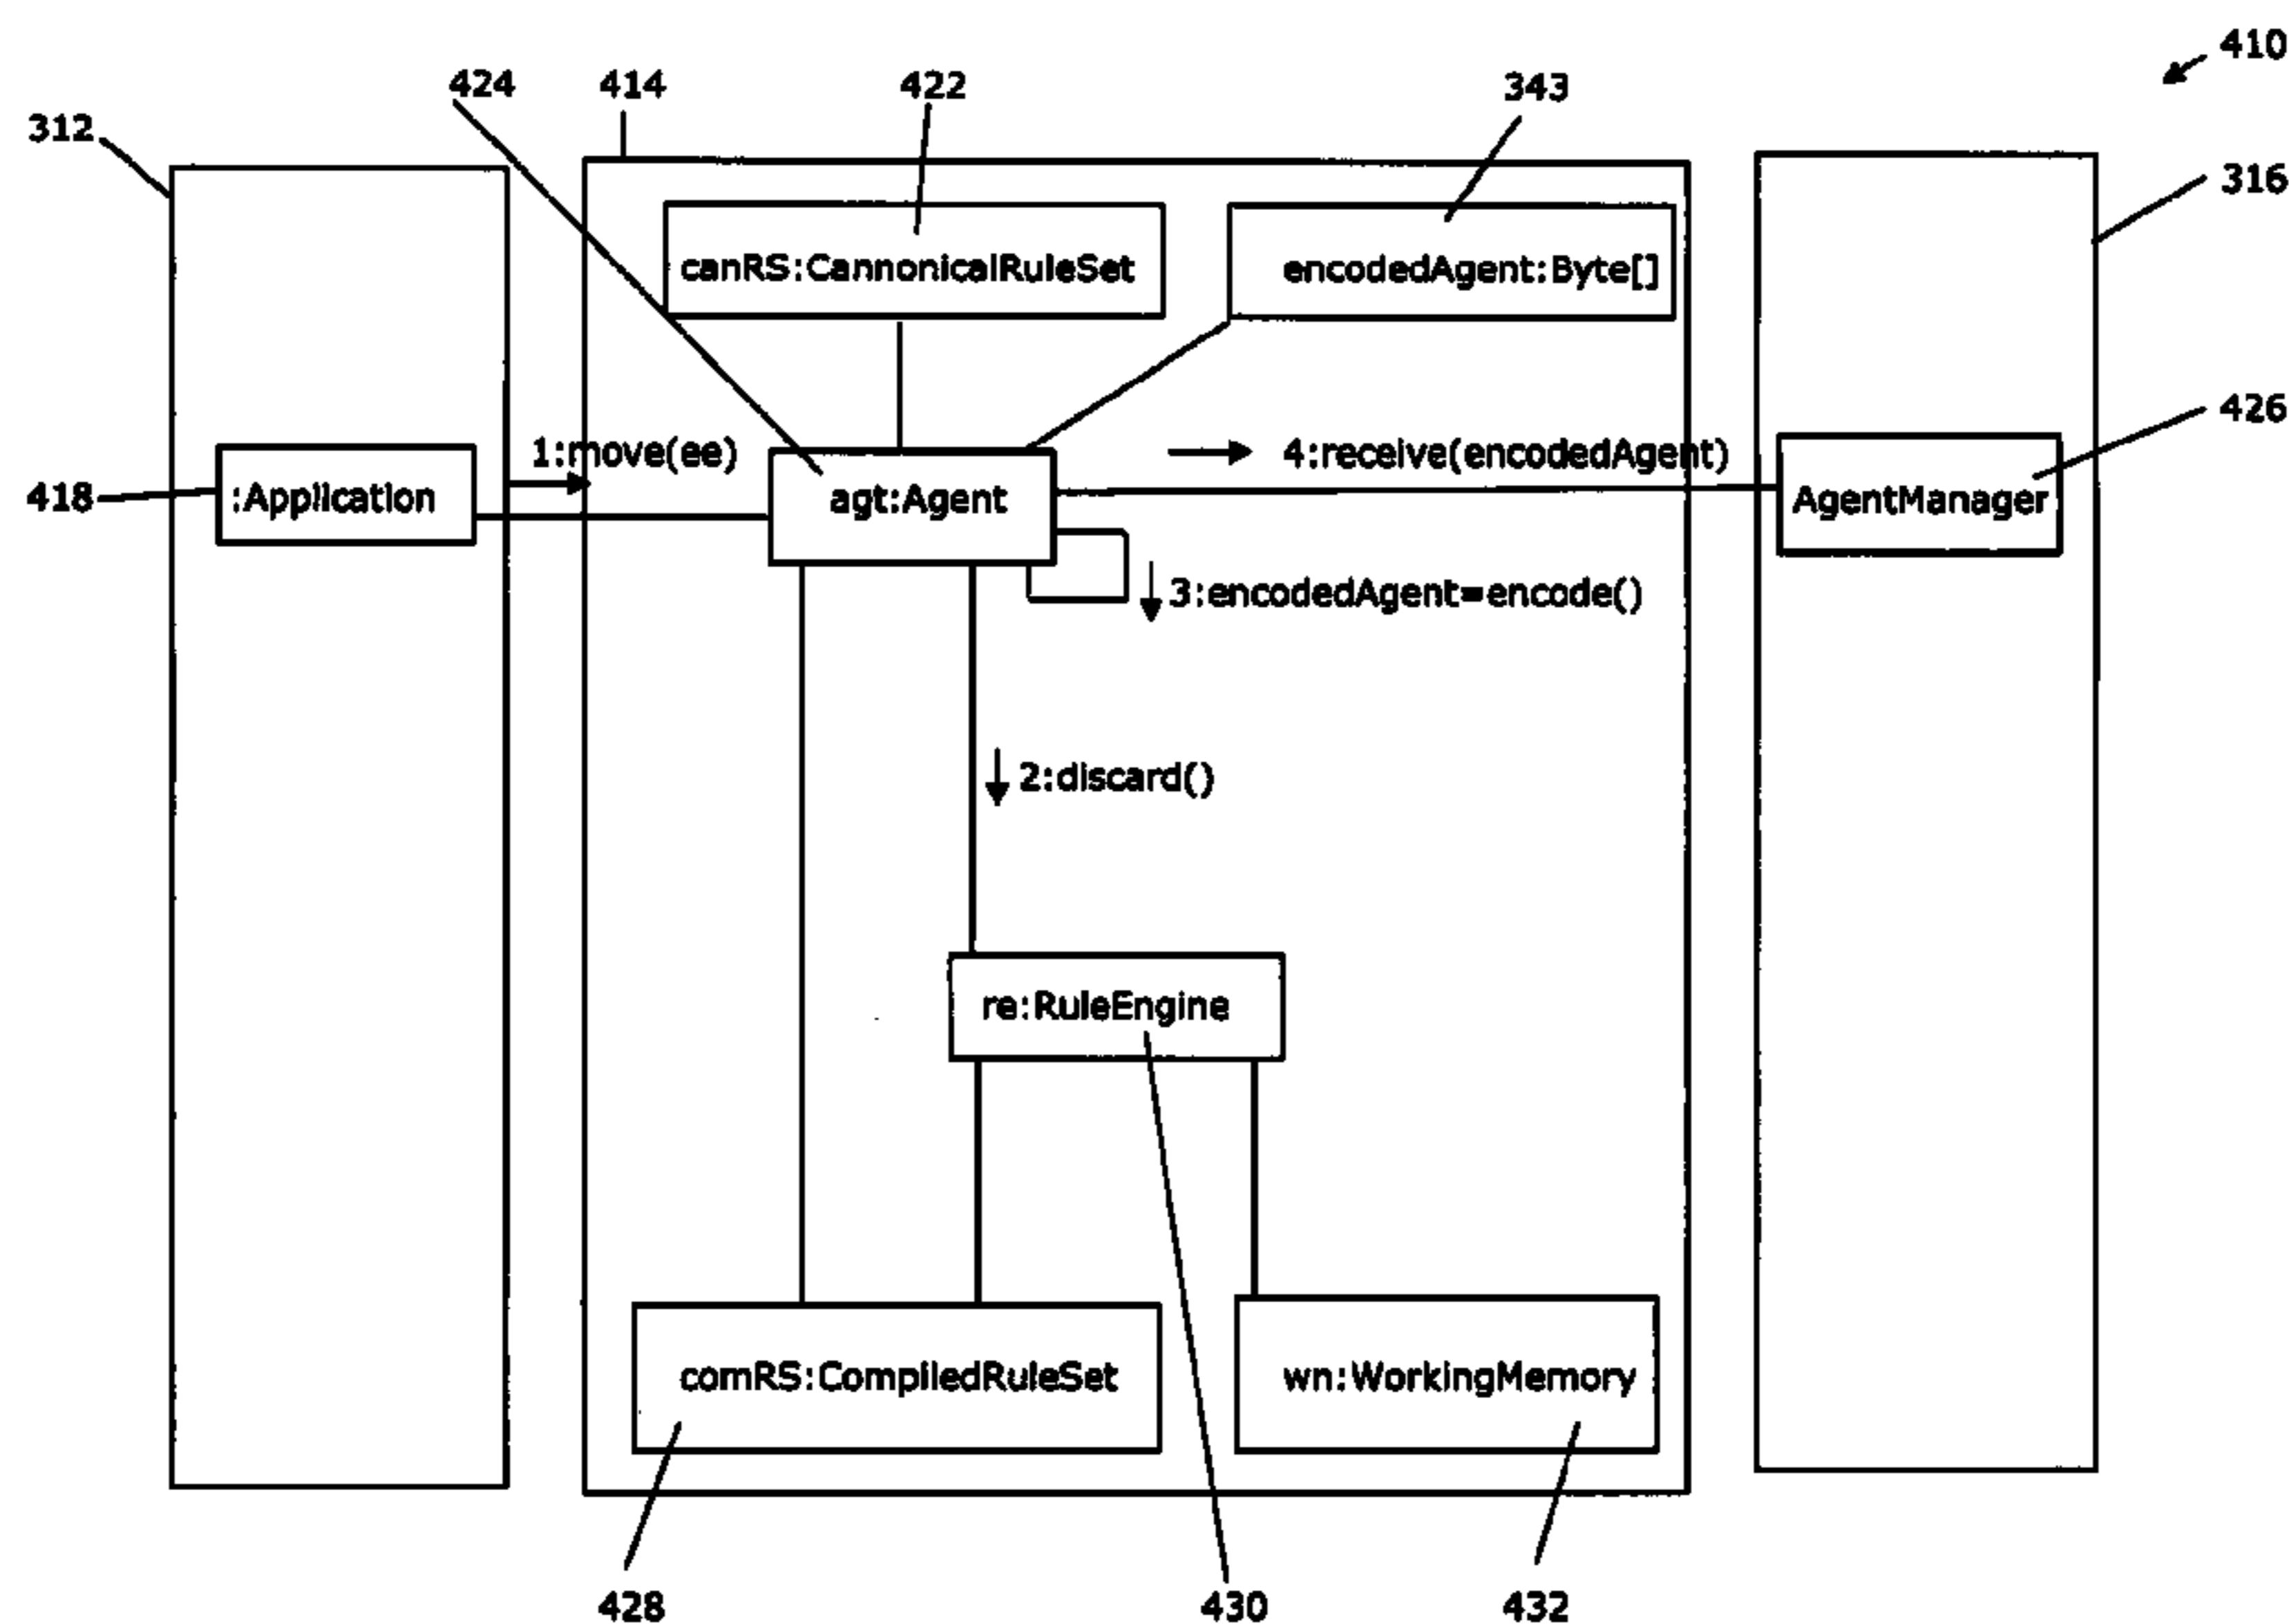 410
424
414
422
343
312
316
canRS:CannonicalRuleSet
encodedAgent:Byte[]
426
1:move(ee)
4:receive(encodedAgent)
418
:Application
agt:Agent
AgentManager
3:encodedAgent=encode()
2:discard()
re:RuleEngine
comRS:CompiledRuleSet
wn:WorkingMemory
428
430
432